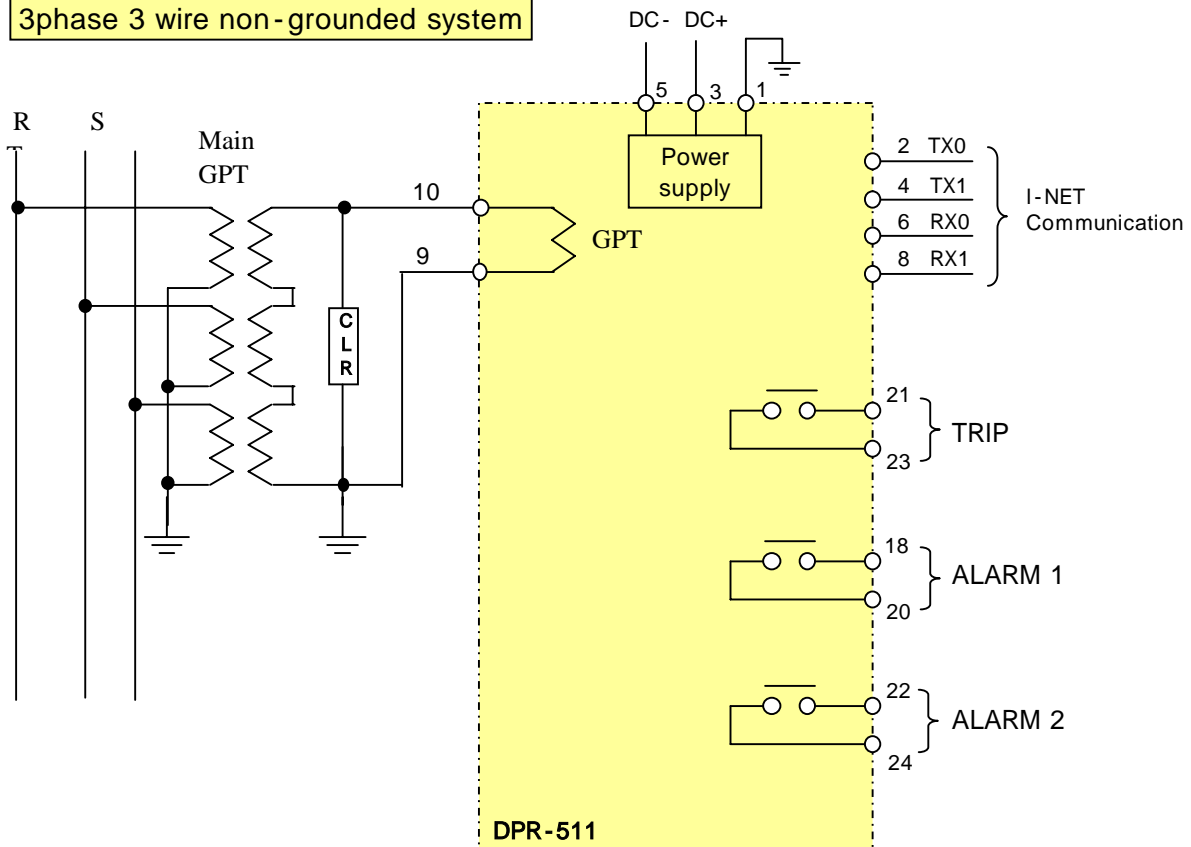 3phase 3 wire non-grounded system
DC- DC+
5 3 1
R S
T
Main
GPT
Power
supply
2 TX0
4 TX1
6 RX0
8 RX1
I-NET
Communication
10
9
GPT
C
L
R
21
23
TRIP
18
20
ALARM 1
22
24
ALARM 2
DPR-511